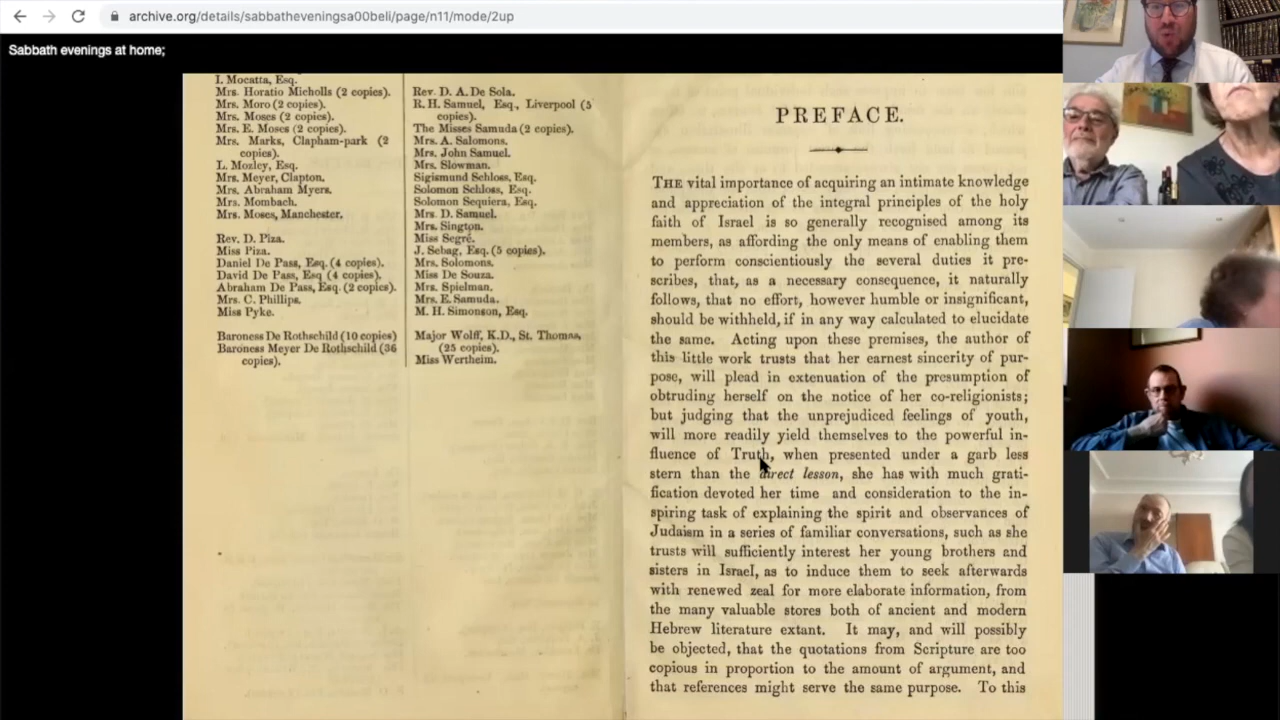 archive.org/details/sabbatheveningsa00beli/page/n11/mode/2up
Sabbath evenings at home;
I. Mocatta, Esq.
Mrs. Horatio Micholls (2 copies).
Mrs. Moro (2 copies).
Mrs. Moses (2 copies).
Mrs. E. Moses (2 copies).
Mrs. Marks, Clapham-park (2
copies).
L. Mozley, Esq.
Mrs. Meyer, Clapton.
Mrs. Abraham Myers.
Mrs. Mombach.
Mrs. Moses, Manchester.
Rev. D. Piza.
Miss Piza.
Daniel De Pass, Esq. (4 copies).
David De Pass, Esq (4 copies).
Abraham De Pass, Esq. (2 copies).
Mrs. C. Phillips.
Miss Pyke.
Baroness De Rothschild (10 copies)
Baroness Meyer De Rothschild (36
copies).
Rev. D. A. De Sola.
R. H. Samuel, Esq., Liverpool (5
copies).
The Misses Samuda (2 copies).
Mrs. A. Salomons.
Mrs. John Samuel.
Mrs. Slowman.
Sigismund Schloss, Esq.
Solomon Schloss, Esq.
Solomon Sequiera, Esq.
Mrs. D. Samuel.
Mrs. Sington.
Miss Segré.
J. Sebag, Esq. (5 copies).
Mrs. Solomons.
Miss De Souza.
Mrs. Spielman.
Mrs. E. Samuda.
M. H. Simonson, Esq.
Major Wolff, K.D., St. Thomas,
(25 copies).
Miss Wertheim.
PREFACE.
THE vital importance of acquiring an intimate knowledge
and appreciation of the integral principles of the holy
faith of Israel is so generally recognised among its
members, as affording the only means of enabling them
to perform conscientiously the several duties it pre-
scribes, that, as a necessary consequence, it naturally
follows, that no effort, however humble or insignificant,
should be withheld, if in any way calculated to elucidate
the same. Acting upon these premises, the author of
this little work trusts that her earnest sincerity of pur-
pose, will plead in extenuation of the presumption of
obtruding herself on the notice of her co-religionists;
but judging that the unprejudiced feelings of youth,
will more readily yield themselves to the powerful in-
fluence of Truth, when presented under a garb less
stern than the direct lesson, she has with much grati-
fication devoted her time and consideration to the in-
spiring task of explaining the spirit and observances of
Judaism in a series of familiar conversations, such as she
trusts will sufficiently interest her young brothers and
sisters in Israel, as to induce them to seek afterwards
with renewed zeal for more elaborate information, from
the many valuable stores both of ancient and modern
Hebrew literature extant. It may, and will possibly
be objected, that the quotations from Scripture are too
copious in proportion to the amount of argument, and
that references might serve the same purpose. To this